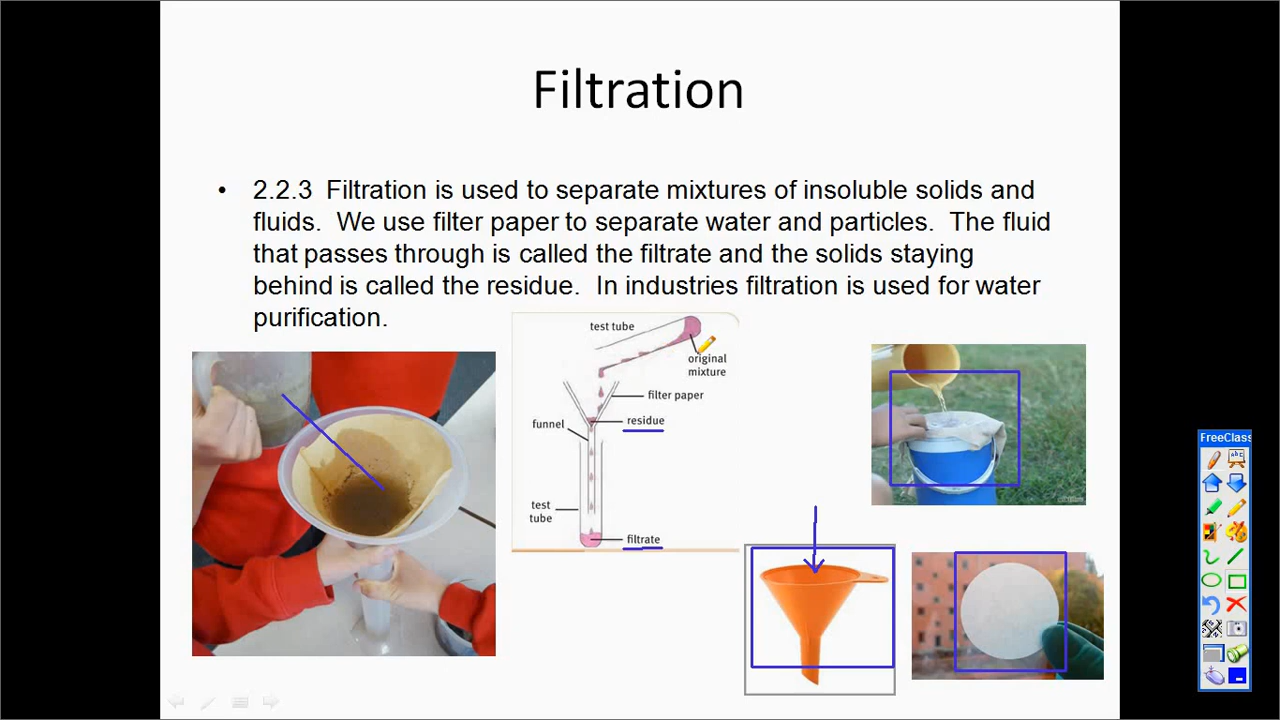 Filtration
• 2.2.3 Filtration is used to separate mixtures of insoluble solids and
fluids. We use filter paper to separate water and particles. The fluid
that passes through is called the filtrate and the solids staying
behind is called the residue. In industries filtration is used for water
purification.
test tube
original
mixture
filter paper
residue
funnel
test
tube
filtrate
FreeClass
abc